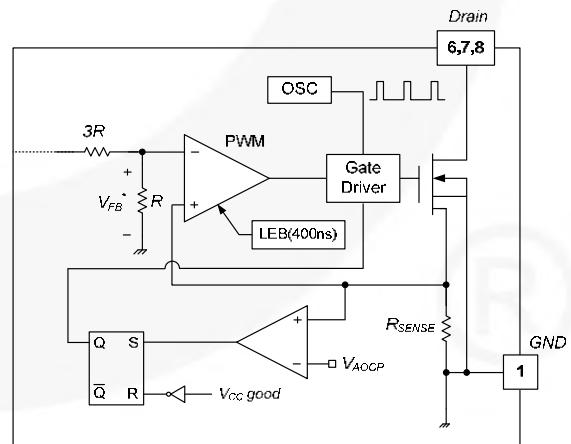 Drain
6,7,8
OSC
3R
PWM
−
+
+
V_FB*
R
−
Gate
Driver
LEB(400ns)
R_SENSE
GND
1
+
−
V_AOCP
Q
S
Q̅
R
V_CC good
®